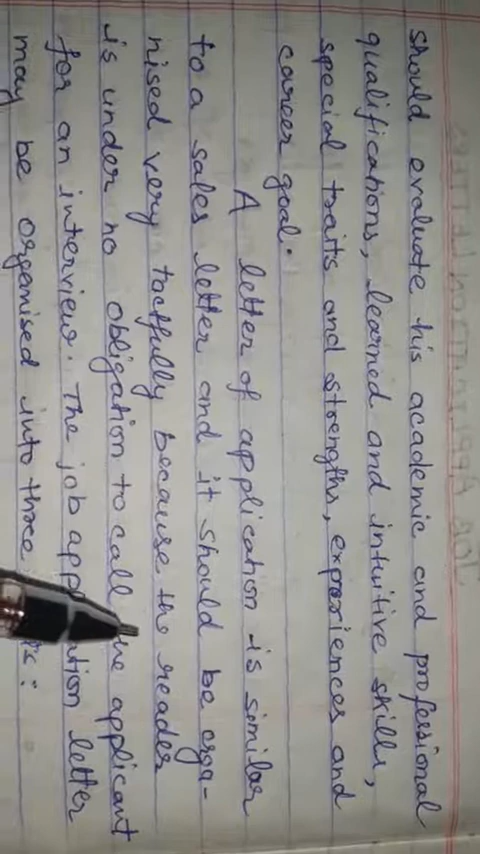 should evaluate his academic and professional
qualifications, learned and intuitive skills,
special traits and strengths, experiences and
career goal.
A letter of application is similar
to a sales letter and it should be orga-
nised very tactfully because the reader
is under no obligation to call the applicant
for an interview. The job application letter
may be organised into three :